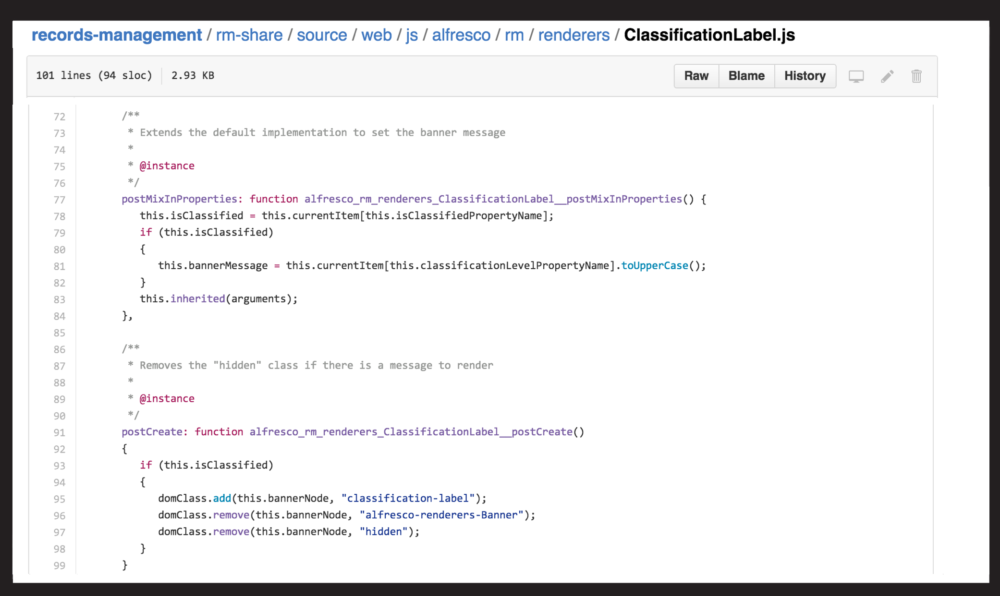 records-management / rm-share / source / web / js / alfresco / rm / renderers / ClassificationLabel.js
101 lines (94 sloc) 2.93 KB Raw Blame History
72 /**
73 * Extends the default implementation to set the banner message
74 *
75 * @instance
76 */
77 postMixInProperties: function alfresco_rm_renderers_ClassificationLabel__postMixInProperties() {
78 this.isClassified = this.currentItem[this.isClassifiedPropertyName];
79 if (this.isClassified)
80 {
81 this.bannerMessage = this.currentItem[this.classificationLevelPropertyName].toUpperCase();
82 }
83 this.inherited(arguments);
84 },
85
86 /**
87 * Removes the "hidden" class if there is a message to render
88 *
89 * @instance
90 */
91 postCreate: function alfresco_rm_renderers_ClassificationLabel__postCreate()
92 {
93 if (this.isClassified)
94 {
95 domClass.add(this.bannerNode, "classification-label");
96 domClass.remove(this.bannerNode, "alfresco-renderers-Banner");
97 domClass.remove(this.bannerNode, "hidden");
98 }
99 }